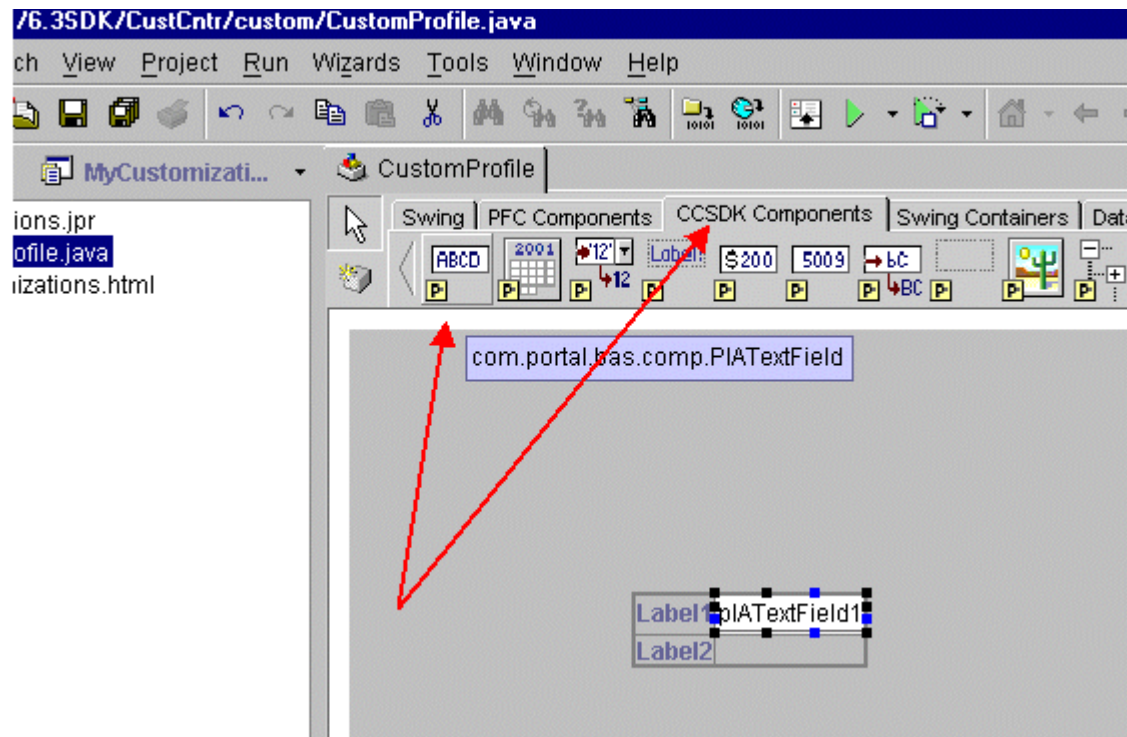 /6.3SDK/CustCntr/custom/CustomProfile.java
ch View Project Run Wizards Tools Window Help
MyCustomizati... CustomProfile
ions.jpr
ofile.java
izations.html
Swing PFC Components CCSDK Components Swing Containers Dat
ABCD 2001 '12' 12 Label: $200 5009 bC BC
P P P P P P P P P P
com.portal.bas.comp.PIATextField
Label1 pIATextField1
Label2